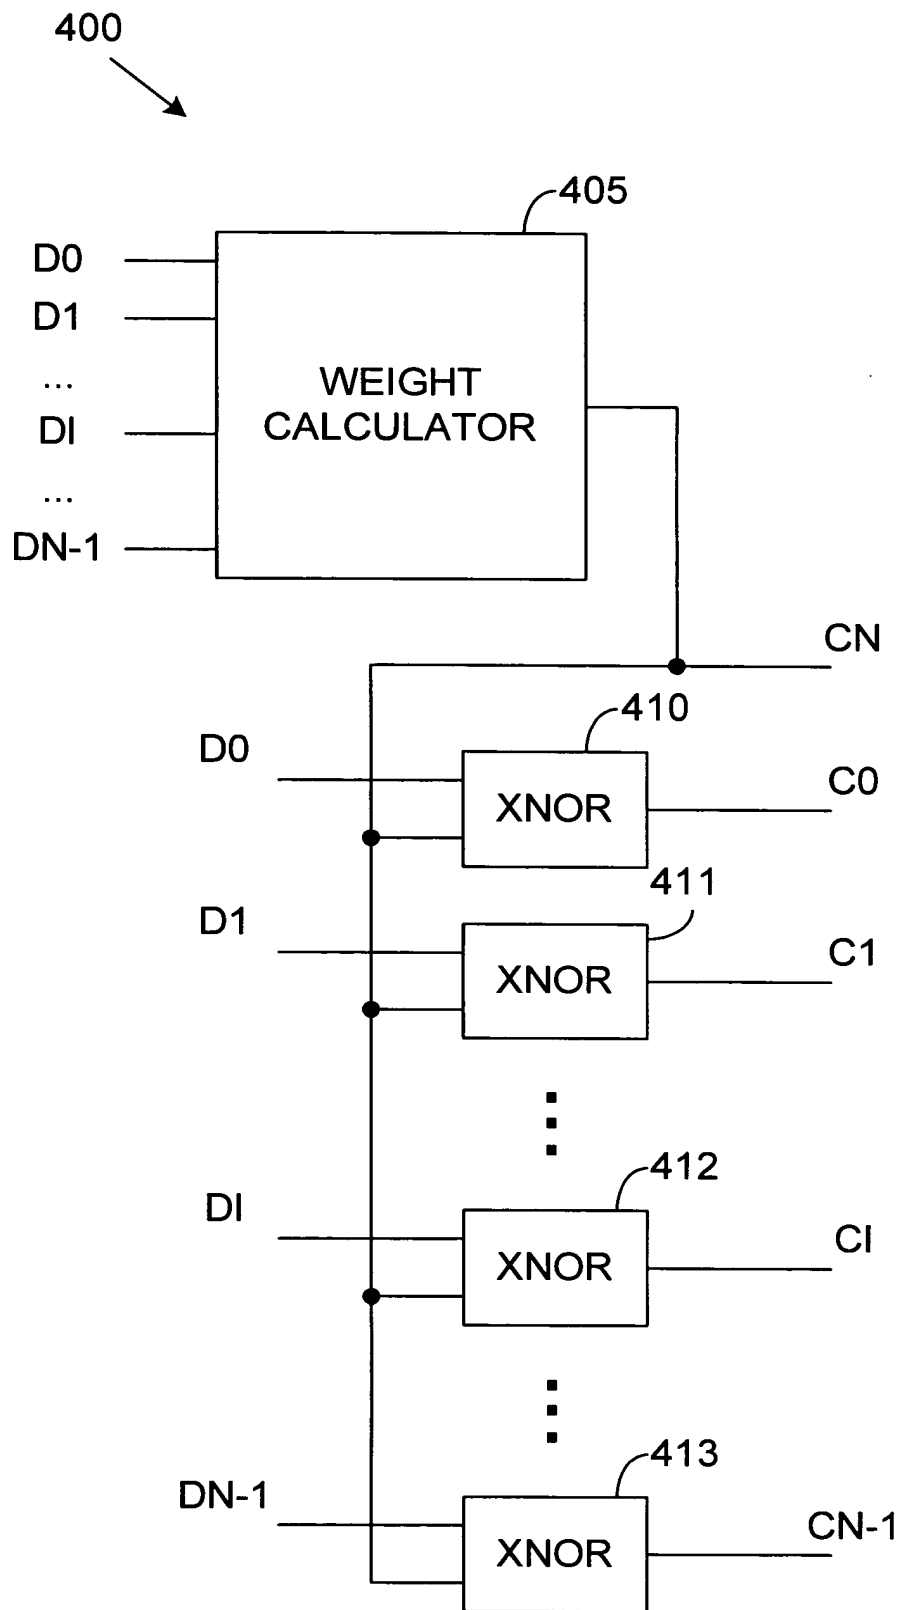 400
405
D0
D1
...
DI
...
DN-1
WEIGHT
CALCULATOR
CN
410
D0
XNOR
C0
411
D1
XNOR
C1
412
DI
XNOR
CI
413
DN-1
XNOR
CN-1